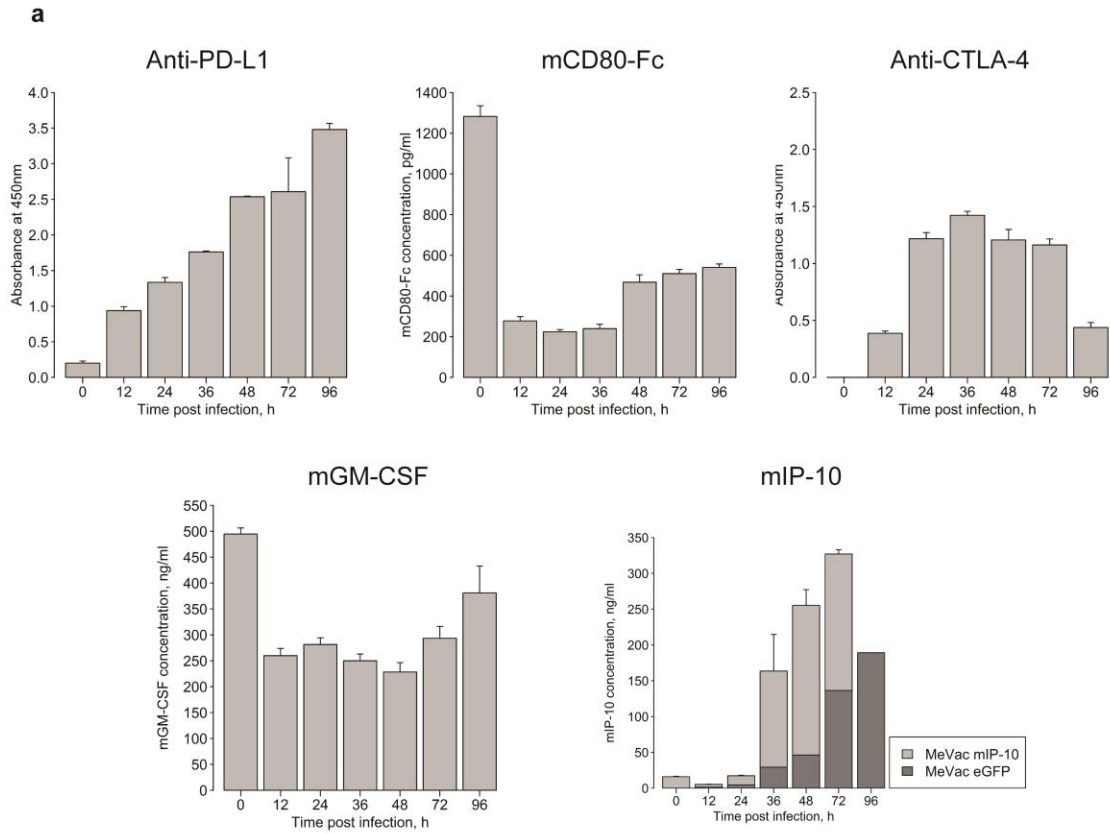 a
Anti-PD-L1
mCD80-Fc
Anti-CTLA-4
Absorbance at 450nm
4.0
3.5
3.0
2.5
2.0
1.5
1.0
0.5
0.0
0 12 24 36 48 72 96
Time post infection, h
mCD80-Fc concentration, pg/ml
1400
1200
1000
800
600
400
200
0
0 12 24 36 48 72 96
Time post infection, h
Absorbance at 450nm
2.5
2.0
1.5
1.0
0.5
0.0
0 12 24 36 48 72 96
Time post infection, h
mGM-CSF
mIP-10
mGM-CSF concentration, ng/ml
550
500
450
400
350
300
250
200
150
100
50
0
0 12 24 36 48 72 96
Time post infection, h
mIP-10 concentration, ng/ml
350
300
250
200
150
100
50
0
0 12 24 36 48 72 96
Time post infection, h
MeVac mIP-10
MeVac eGFP